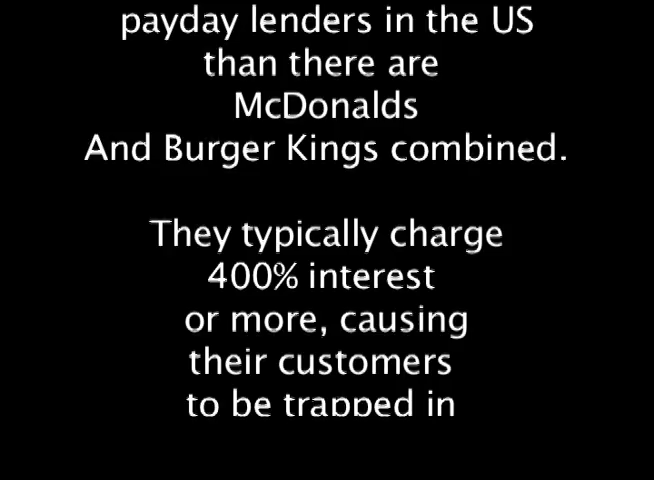 payday lenders in the US
than there are
McDonalds
And Burger Kings combined.
They typically charge
400% interest
or more, causing
their customers
to be trapped in